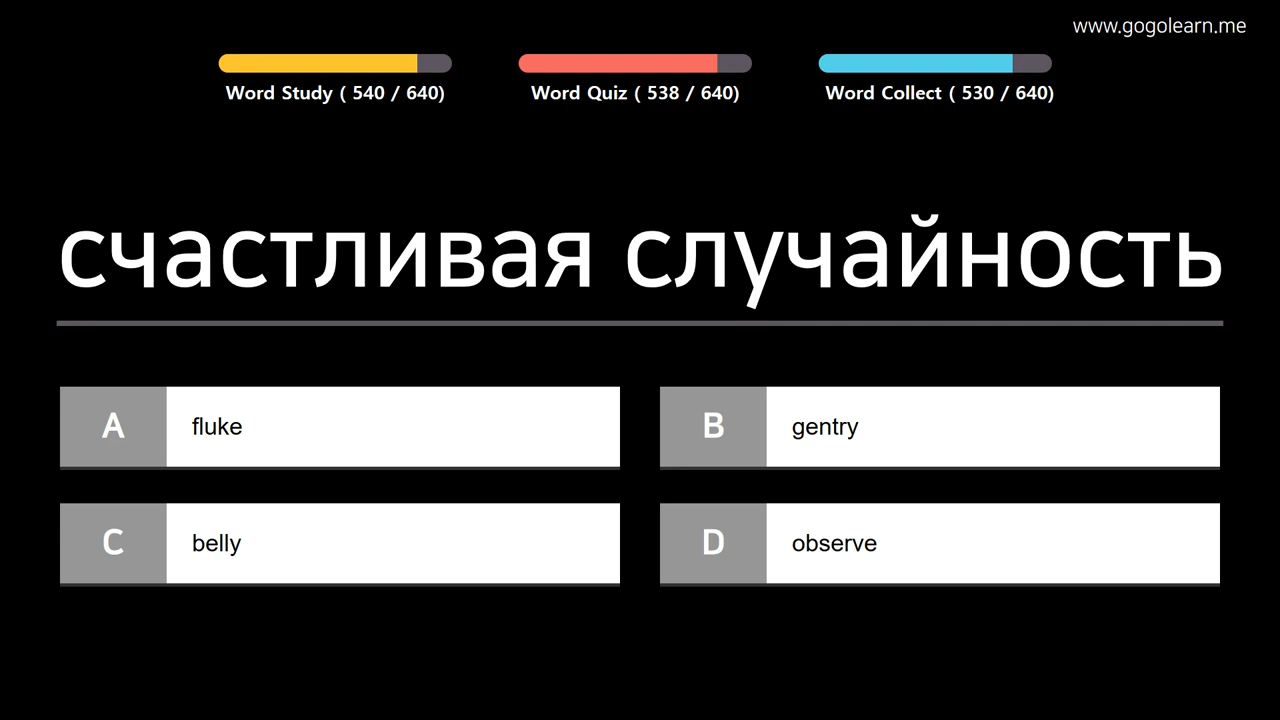 www.gogolearn.me
Word Study ( 540 / 640)
Word Quiz ( 538 / 640)
Word Collect ( 530 / 640)
счастливая случайность
A fluke
B gentry
C belly
D observe